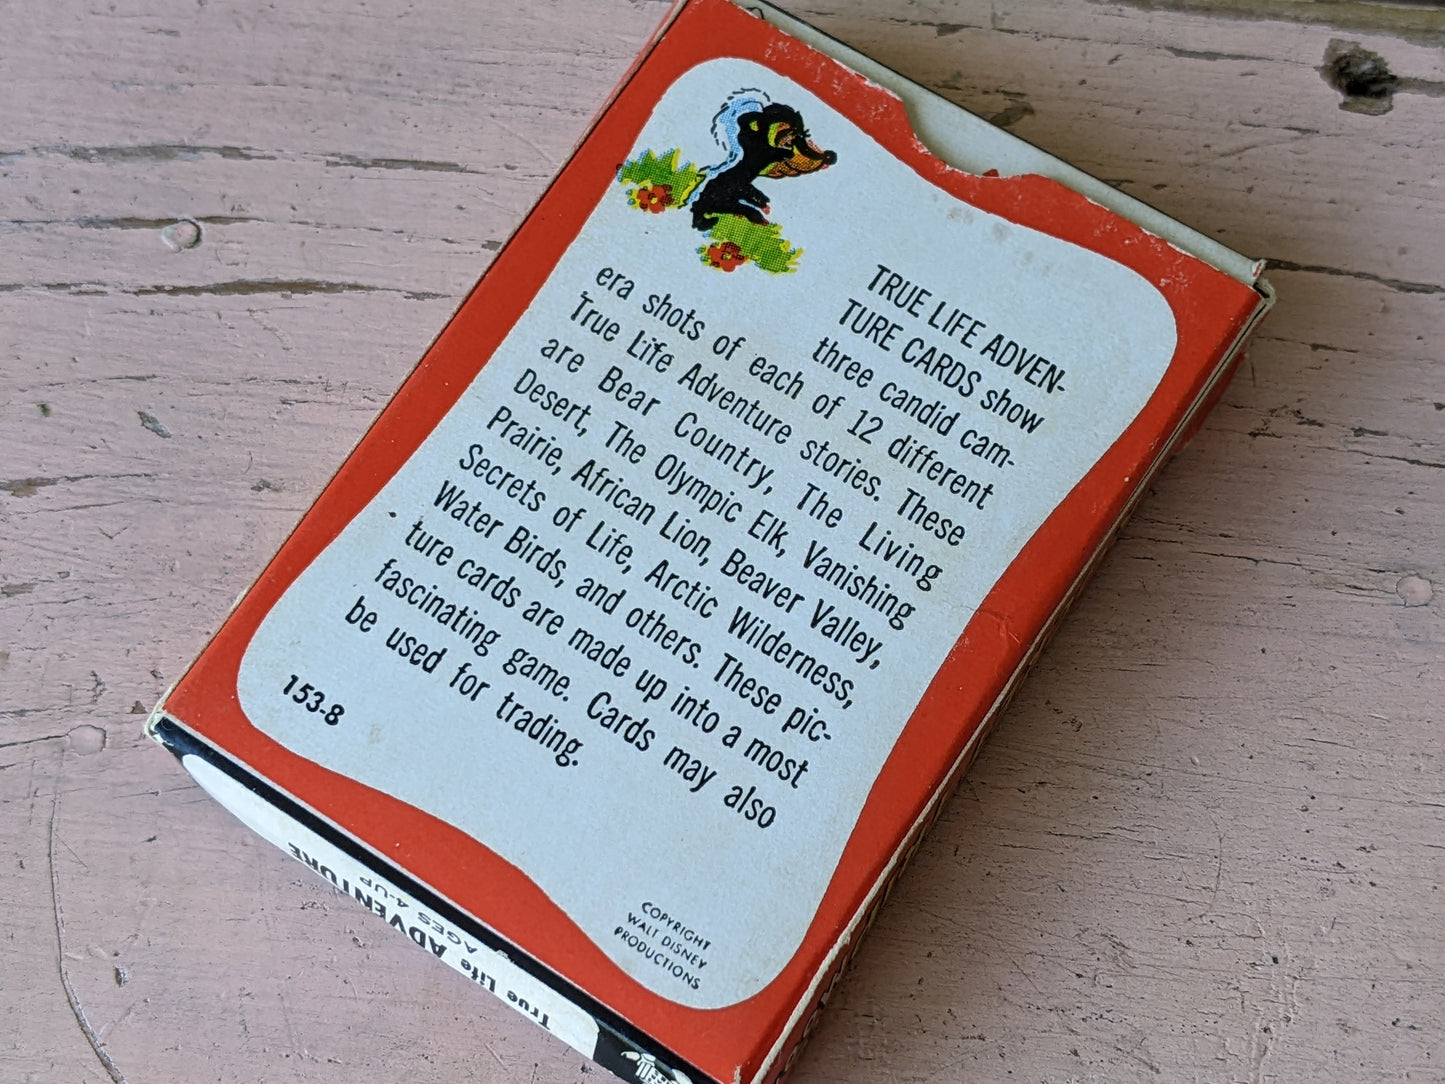 TRUE LIFE ADVEN-
TURE CARDS show
three candid cam-
era shots of each of 12 different
True Life Adventure stories. These
are Bear Country, The Living
Desert, The Olympic Elk, Vanishing
Prairie, African Lion, Beaver Valley,
Secrets of Life, Arctic Wilderness,
Water Birds, and others. These pic-
ture cards are made up into a most
fascinating game. Cards may also
be used for trading.
153-8
COPYRIGHT
WALT DISNEY
PRODUCTIONS
True Life ADVENTURE
AGES 4-UP